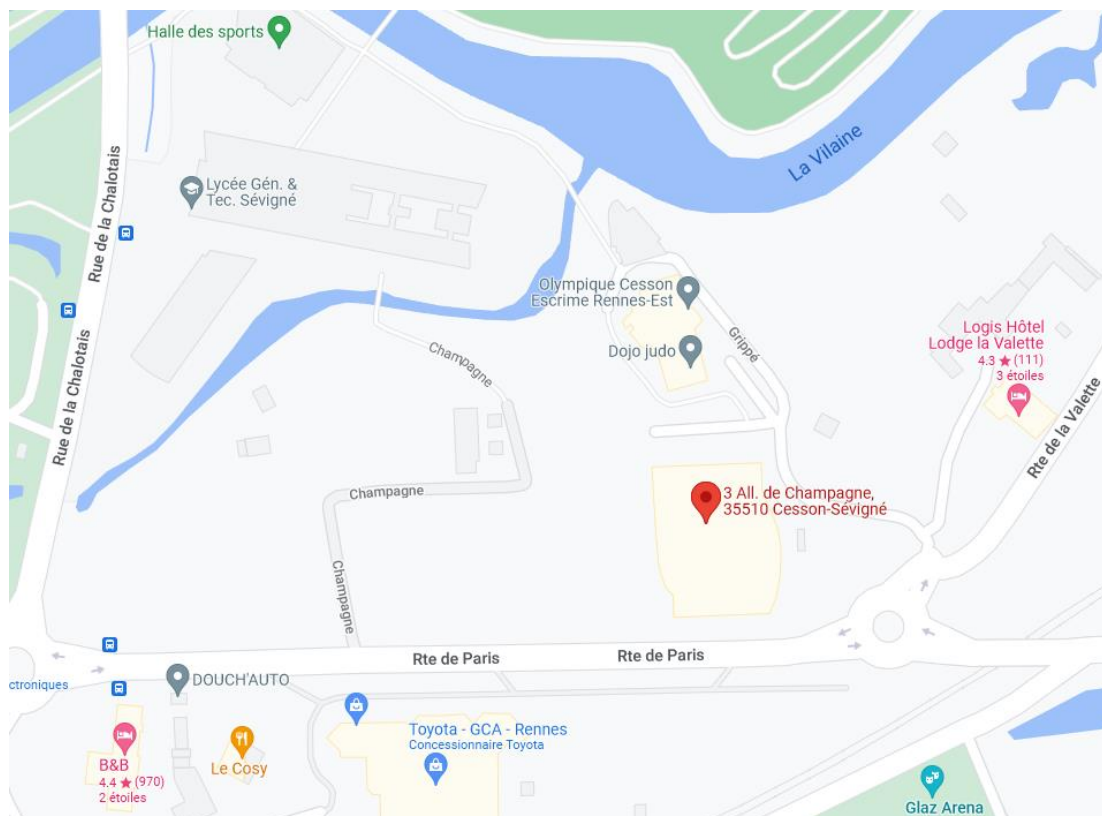 Halle des sports
La Vilaine
Lycée Gén. &
Tec. Sévigné
Rue de la Chalotais
Olympique Cesson
Escrime Rennes-Est
Grippé
Logis Hôtel
Lodge la Valette
4.3 ★ (111)
3 étoiles
Dojo judo
Champagne
Rue de la Chalotais
Rte de la Valette
Champagne
3 All. de Champagne,
35510 Cesson-Sévigné
Champagne
Rte de Paris
Rte de Paris
ctroniques
DOUCH'AUTO
Toyota - GCA - Rennes
Concessionnaire Toyota
B&B
4.4 ★ (970)
2 étoiles
Le Cosy
Glaz Arena